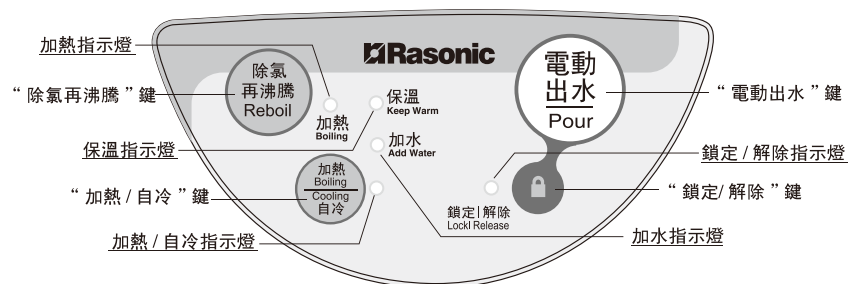 加熱指示燈
“除氯再沸騰”鍵
保溫指示燈
“加熱/自冷”鍵
加熱/自冷指示燈
Rasonic
除氯
再沸騰
Reboil
加熱
Boiling
保溫
Keep Warm
加水
Add Water
加熱
Boiling
Cooling
自冷
鎖定|解除
Lockl Release
電動
出水
Pour
“電動出水”鍵
鎖定/解除指示燈
“鎖定/解除”鍵
加水指示燈